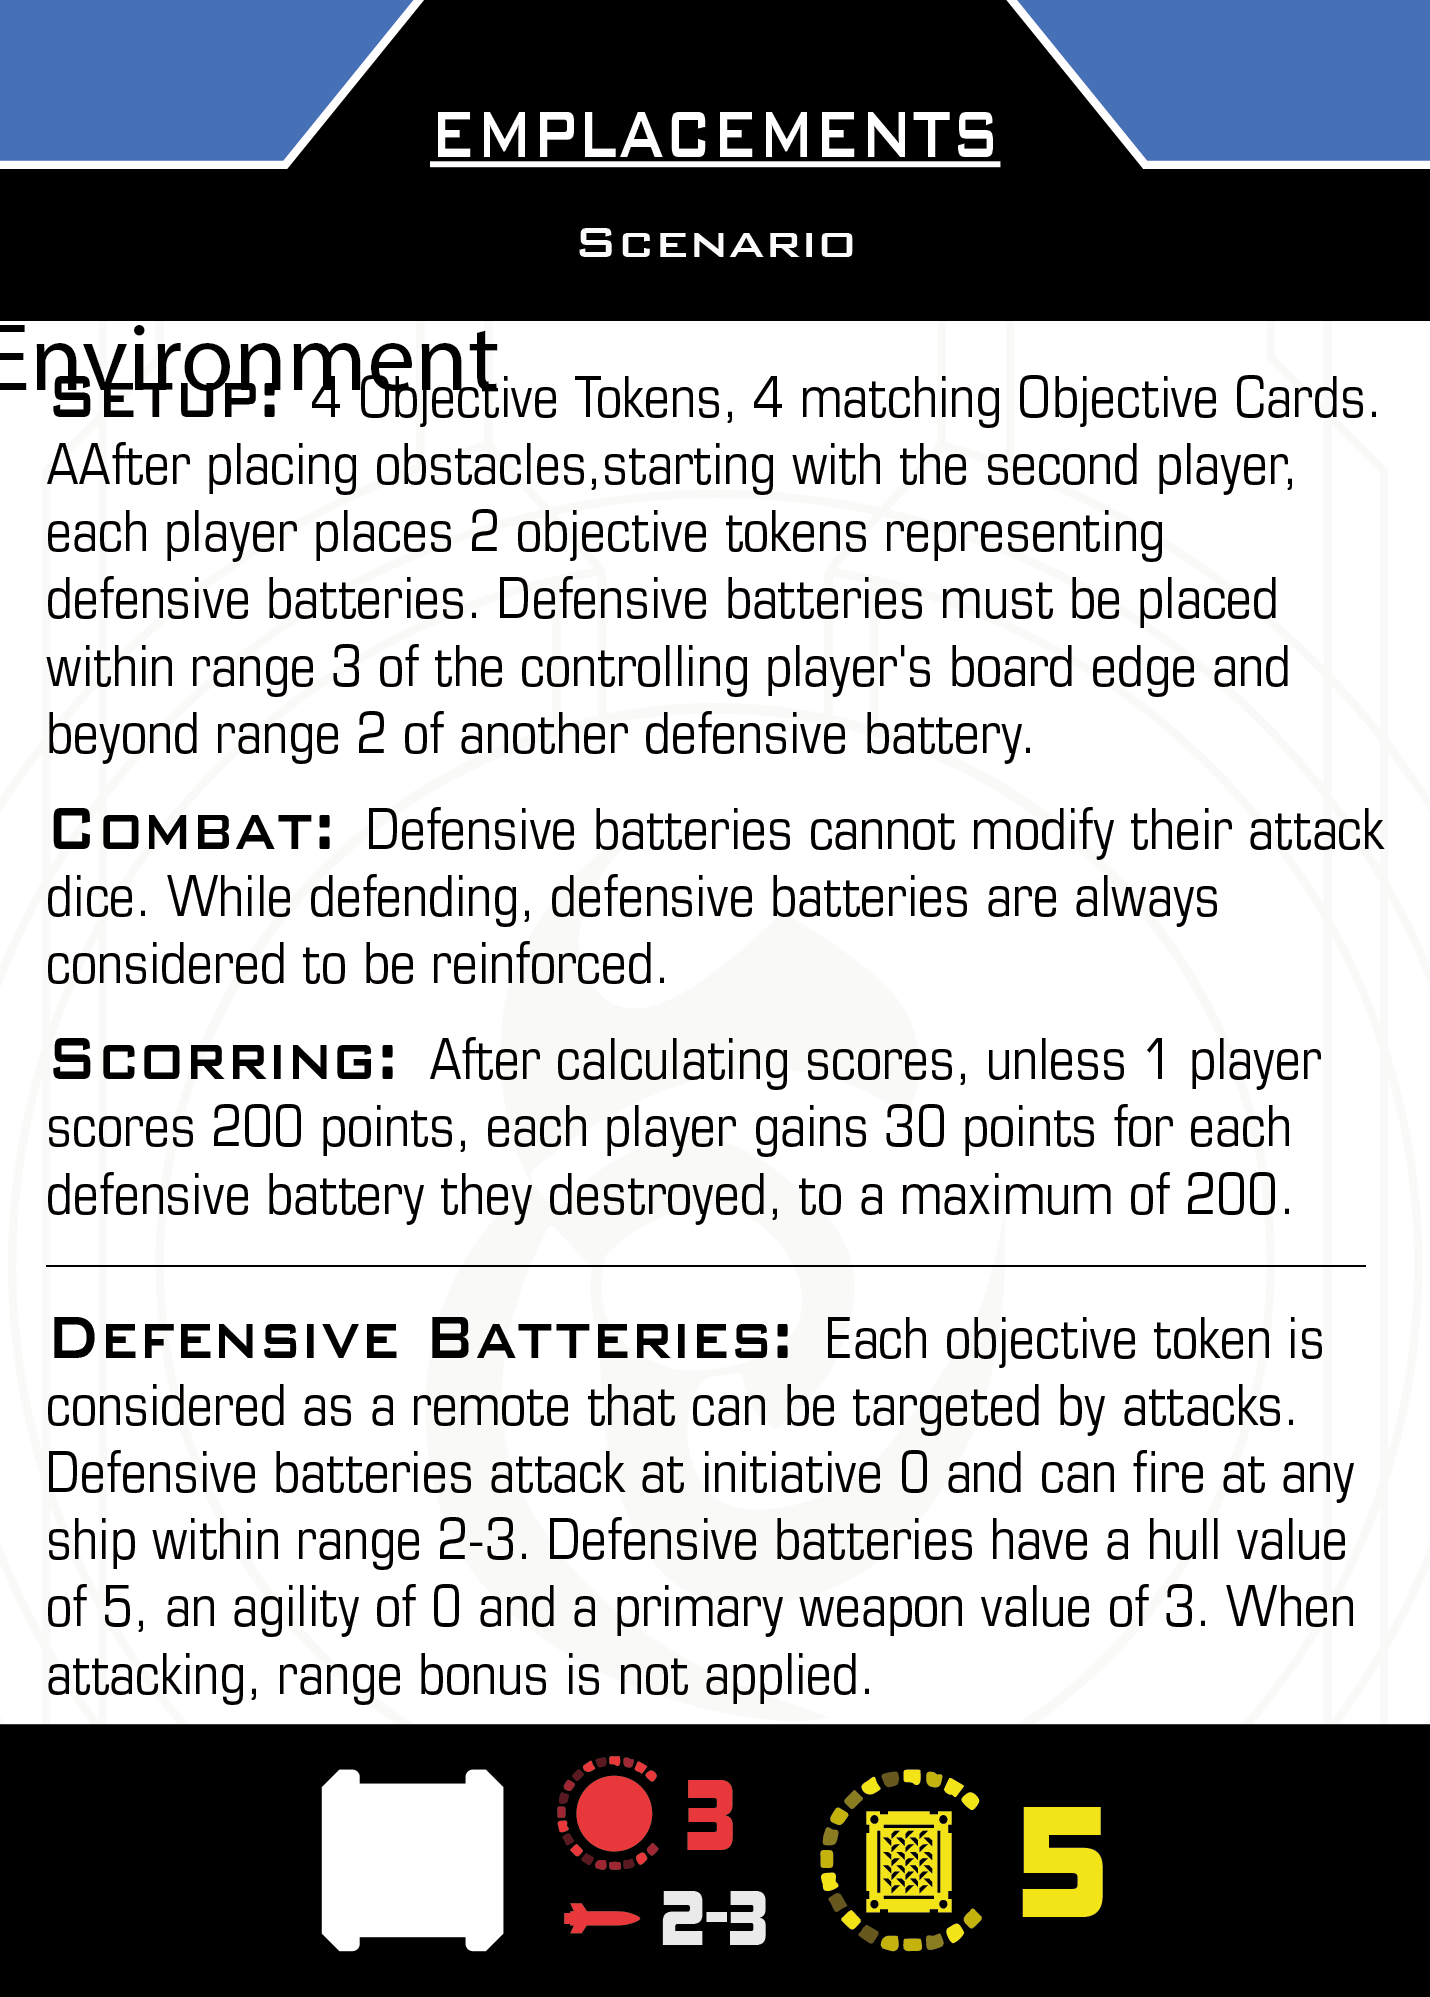 EMPLACEMENTS
Scenario
Environment
Setup: 4 Objective Tokens, 4 matching Objective Cards.
AAfter placing obstacles,starting with the second player,
each player places 2 objective tokens representing
defensive batteries. Defensive batteries must be placed
within range 3 of the controlling player's board edge and
beyond range 2 of another defensive battery.
Combat: Defensive batteries cannot modify their attack
dice. While defending, defensive batteries are always
considered to be reinforced.
Scorring: After calculating scores, unless 1 player
scores 200 points, each player gains 30 points for each
defensive battery they destroyed, to a maximum of 200.
Defensive Batteries: Each objective token is
considered as a remote that can be targeted by attacks.
Defensive batteries attack at initiative 0 and can fire at any
ship within range 2-3. Defensive batteries have a hull value
of 5, an agility of 0 and a primary weapon value of 3. When
attacking, range bonus is not applied.
3
2-3
5